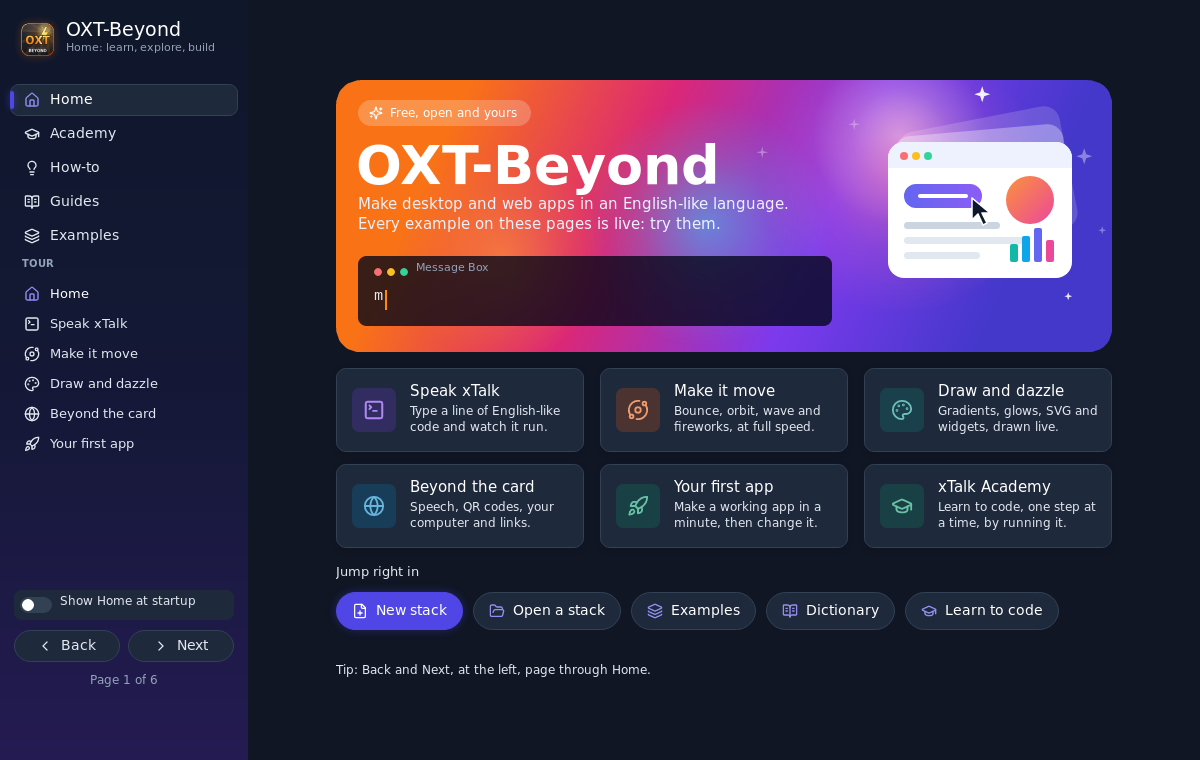 OXT
BEYOND
OXT-Beyond
Home: learn, explore, build
Home
Academy
How-to
Guides
Examples
TOUR
Home
Speak xTalk
Make it move
Draw and dazzle
Beyond the card
Your first app
Show Home at startup
Back
Next
Page 1 of 6
Free, open and yours
OXT-Beyond
Make desktop and web apps in an English-like language.
Every example on these pages is live: try them.
Message Box
m
Speak xTalk
Type a line of English-like
code and watch it run.
Make it move
Bounce, orbit, wave and
fireworks, at full speed.
Draw and dazzle
Gradients, glows, SVG and
widgets, drawn live.
Beyond the card
Speech, QR codes, your
computer and links.
Your first app
Make a working app in a
minute, then change it.
xTalk Academy
Learn to code, one step at
a time, by running it.
Jump right in
New stack
Open a stack
Examples
Dictionary
Learn to code
Tip: Back and Next, at the left, page through Home.